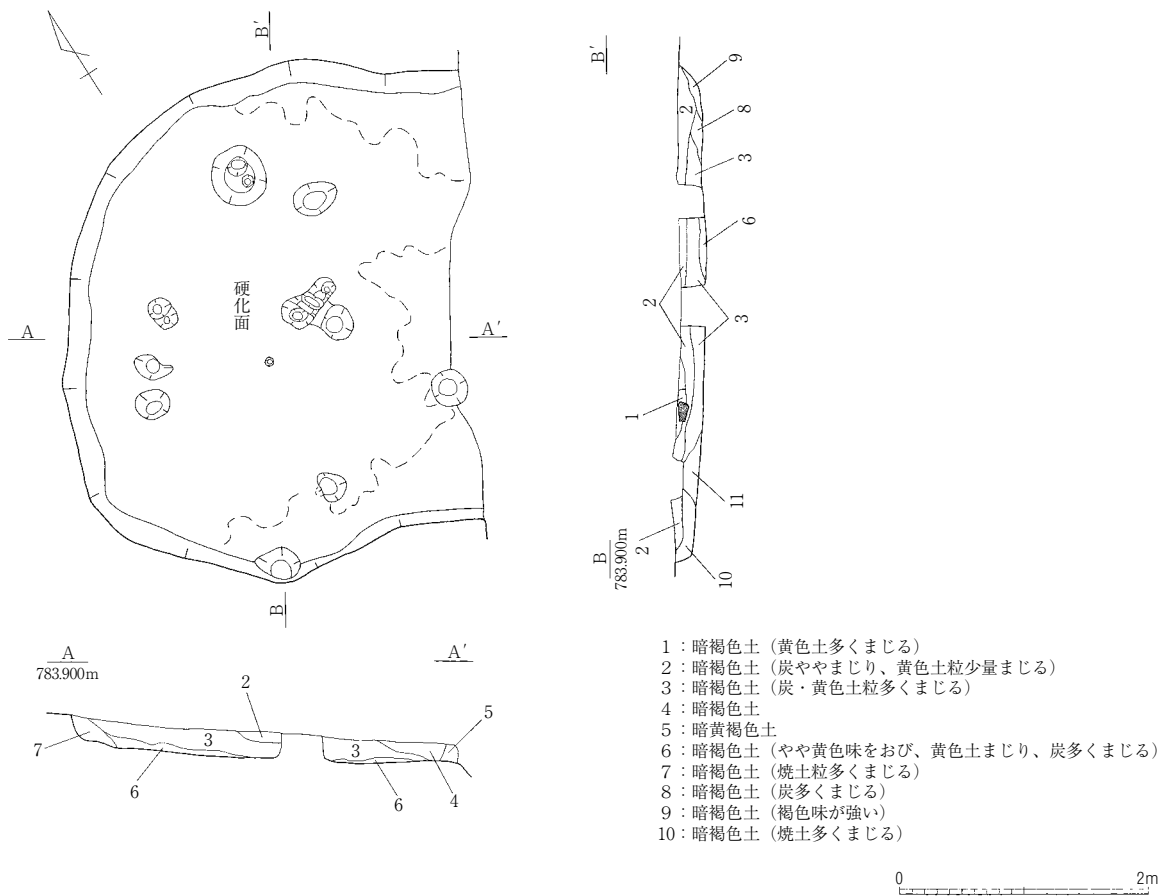 B′
B′
9
2
8
3
6
硬化面
A
A′
2
3
1
11
B
783.900m
2
10
B
A
783.900m
A′
2
5
7
3
3
6
6
4
1：暗褐色土（黄色土多くまじる）
2：暗褐色土（炭ややまじり、黄色土粒少量まじる）
3：暗褐色土（炭・黄色土粒多くまじる）
4：暗褐色土
5：暗黄褐色土
6：暗褐色土（やや黄色味をおび、黄色土まじり、炭多くまじる）
7：暗褐色土（焼土粒多くまじる）
8：暗褐色土（炭多くまじる）
9：暗褐色土（褐色味が強い）
10：暗褐色土（焼土多くまじる）
0
2m